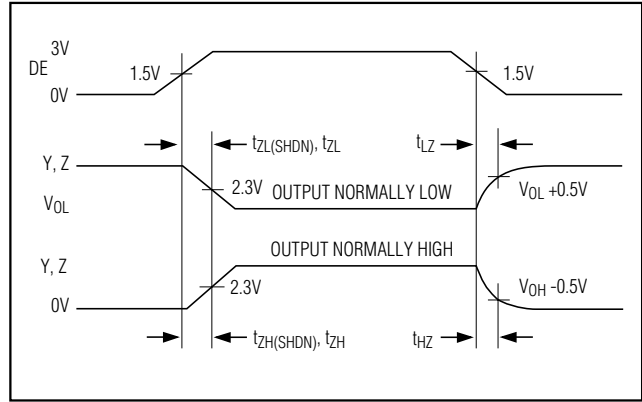 3V
DE
1.5V
1.5V
0V
tZL(SHDN), tZL
tLZ
Y, Z
2.3V
OUTPUT NORMALLY LOW
VOL +0.5V
VOL
OUTPUT NORMALLY HIGH
Y, Z
2.3V
VOH -0.5V
0V
tZH(SHDN), tZH
tHZ